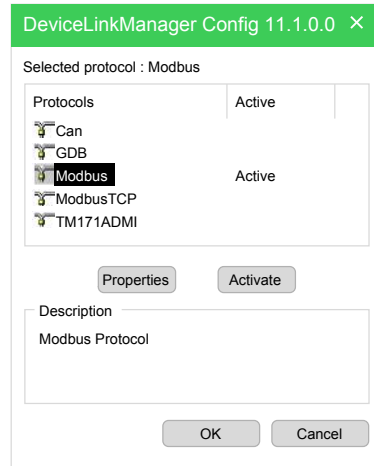 DeviceLinkManager Config 11.1.0.0 ×
Selected protocol : Modbus
Protocols Active
Can
GDB
Modbus Active
ModbusTCP
TM171ADMI
Properties Activate
Description
Modbus Protocol
OK Cancel